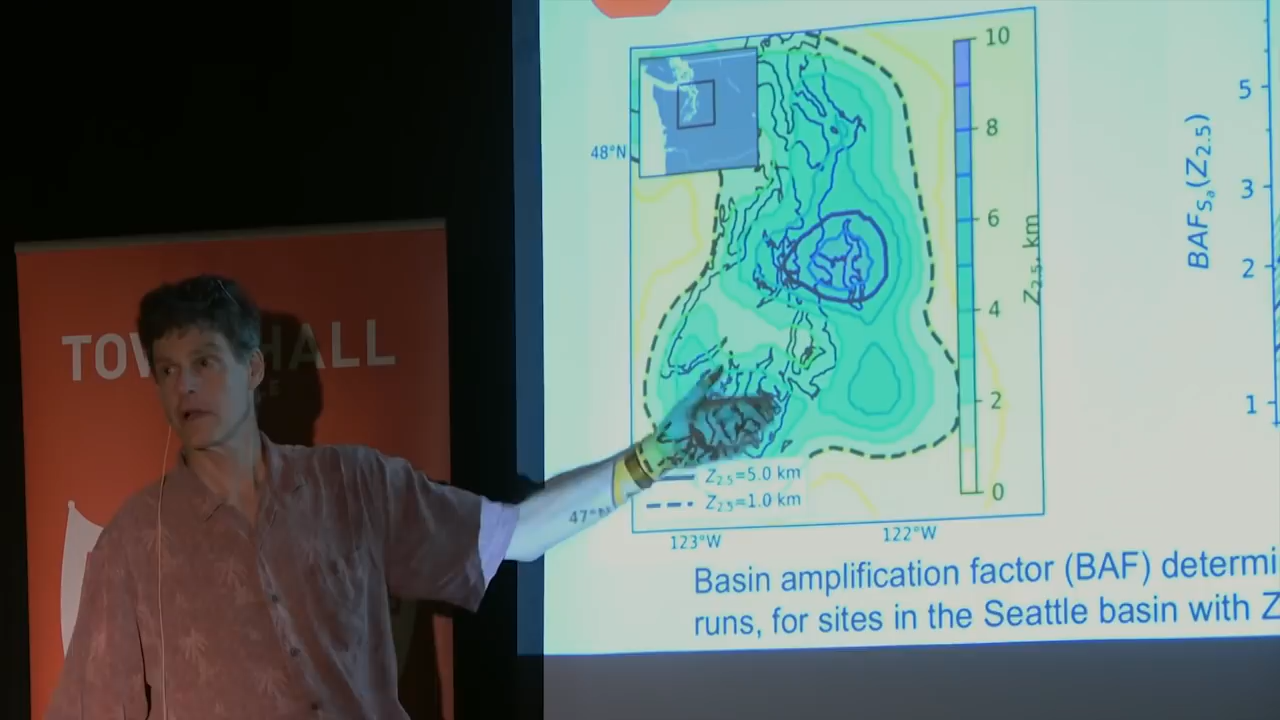 TOW HALL
48°N
47°N
123°W
122°W
10
8
6
4
2
0
Z2.5, km
Z2.5=5.0 km
Z2.5=1.0 km
BAFSa(Z2.5)
5
3
2
1
Basin amplification factor (BAF) determi
runs, for sites in the Seattle basin with Z